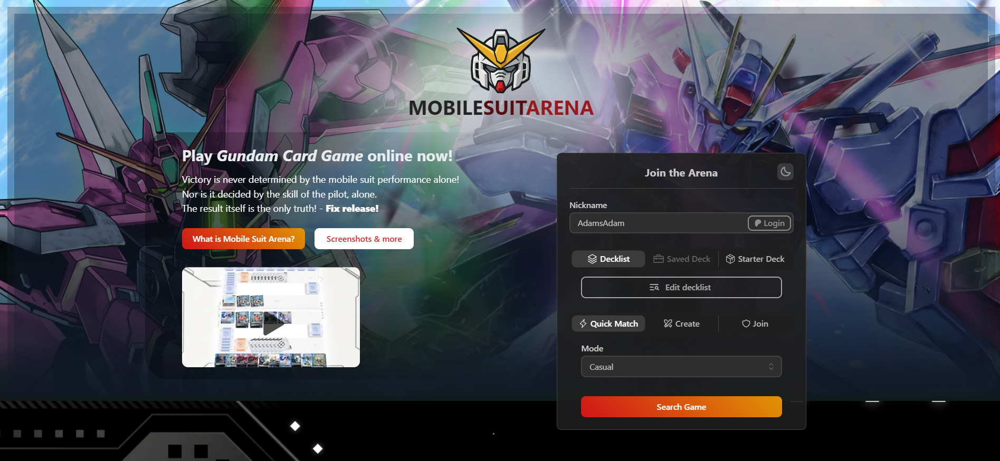 MOBILESUITARENA
Play Gundam Card Game online now!
Victory is never determined by the mobile suit performance alone!
Nor is it decided by the skill of the pilot, alone.
The result itself is the only truth! - Fix release!
What is Mobile Suit Arena?
Screenshots & more
Join the Arena
Nickname
AdamsAdam
Login
Decklist
Saved Deck
Starter Deck
Edit decklist
Quick Match
Create
Join
Mode
Casual
Search Game